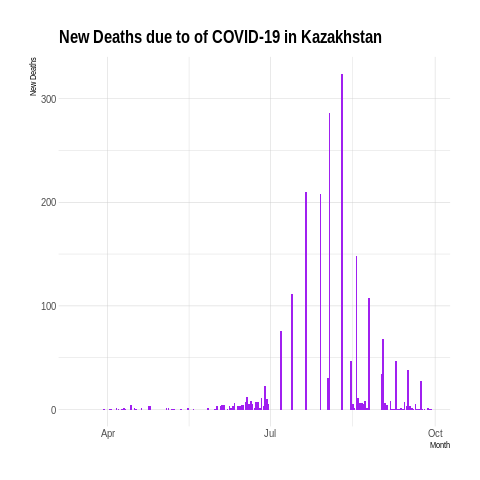 New Deaths due to of COVID-19 in Kazakhstan
New Deaths
300
200
100
0
Apr
Jul
Oct
Month